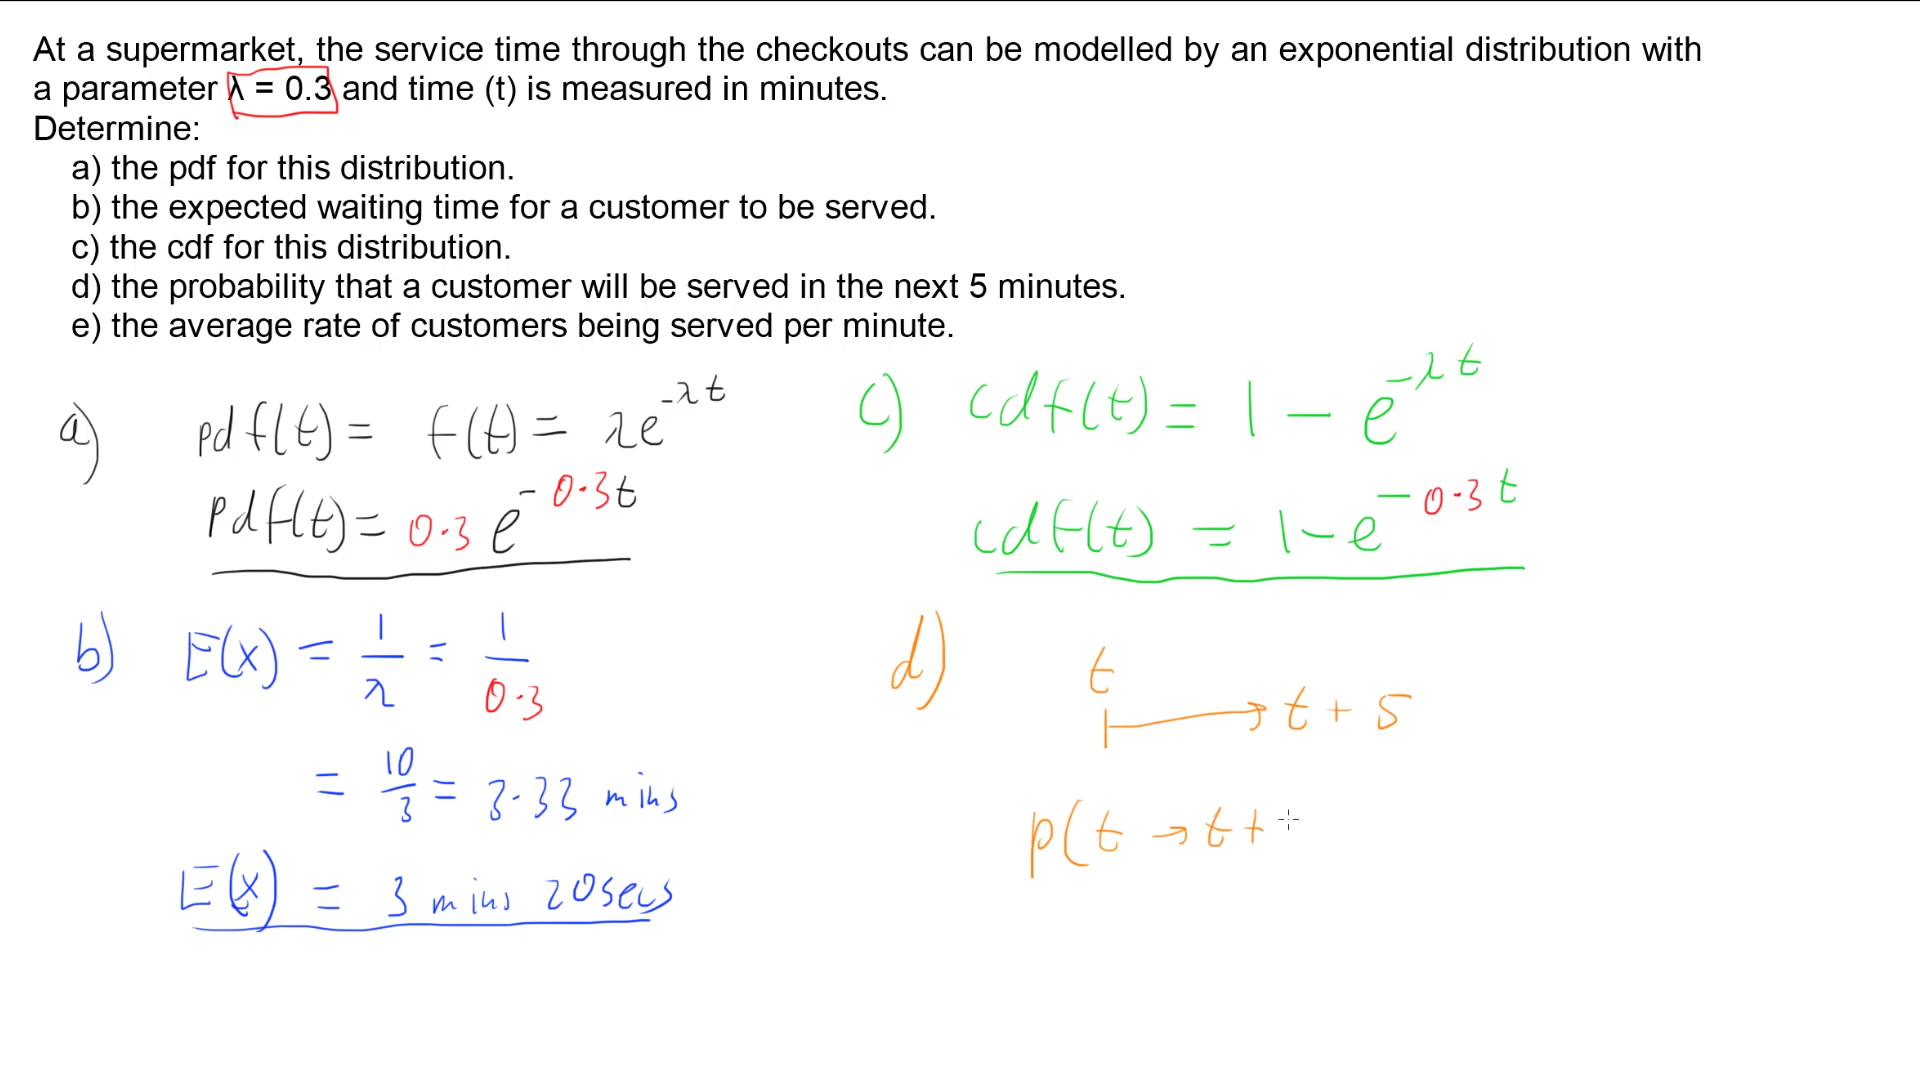 At a supermarket, the service time through the checkouts can be modelled by an exponential distribution with
a parameter λ = 0.3 and time (t) is measured in minutes.
Determine:
a) the pdf for this distribution.
b) the expected waiting time for a customer to be served.
c) the cdf for this distribution.
d) the probability that a customer will be served in the next 5 minutes.
e) the average rate of customers being served per minute.
a) pdf(t) = f(t) = λe^-λt
pdf(t) = 0.3 e^-0.3t
b) E(x) = 1/λ = 1/0.3
= 10/3 = 3.33 mins
E(x) = 3 mins 20secs
c) cdf(t) = 1 - e^-λt
cdf(t) = 1-e^-0.3t
d) t → t + 5
p(t → t +